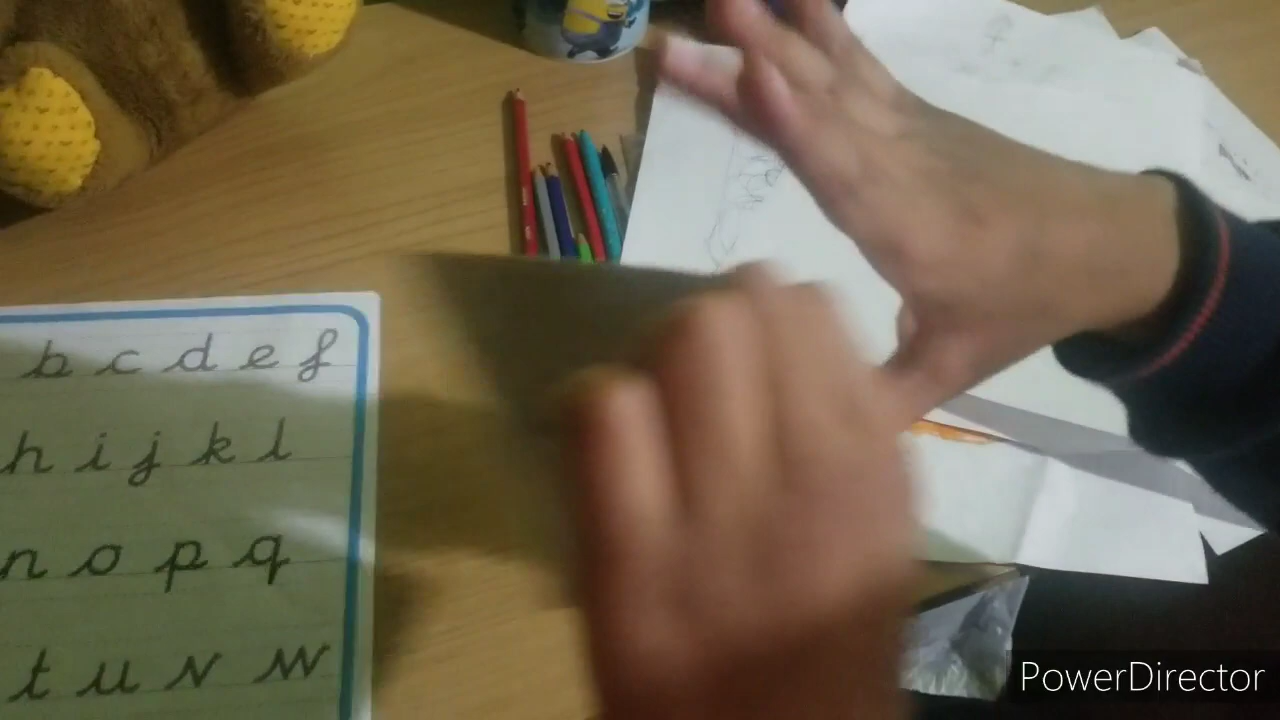 b c d e f
h i j k l
n o p q
t u v w
PowerDirector